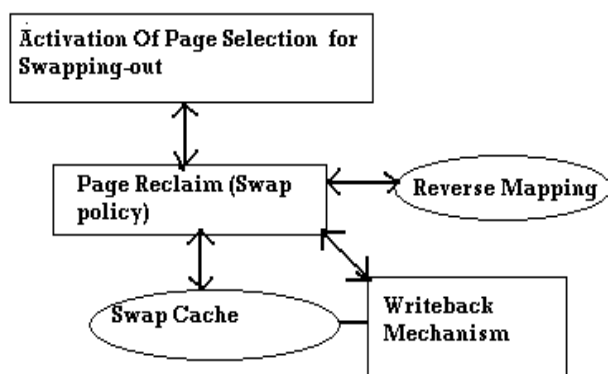 Activation Of Page Selection for
Swapping-out
Page Reclaim (Swap
policy)
Reverse Mapping
Swap Cache
Writeback
Mechanism